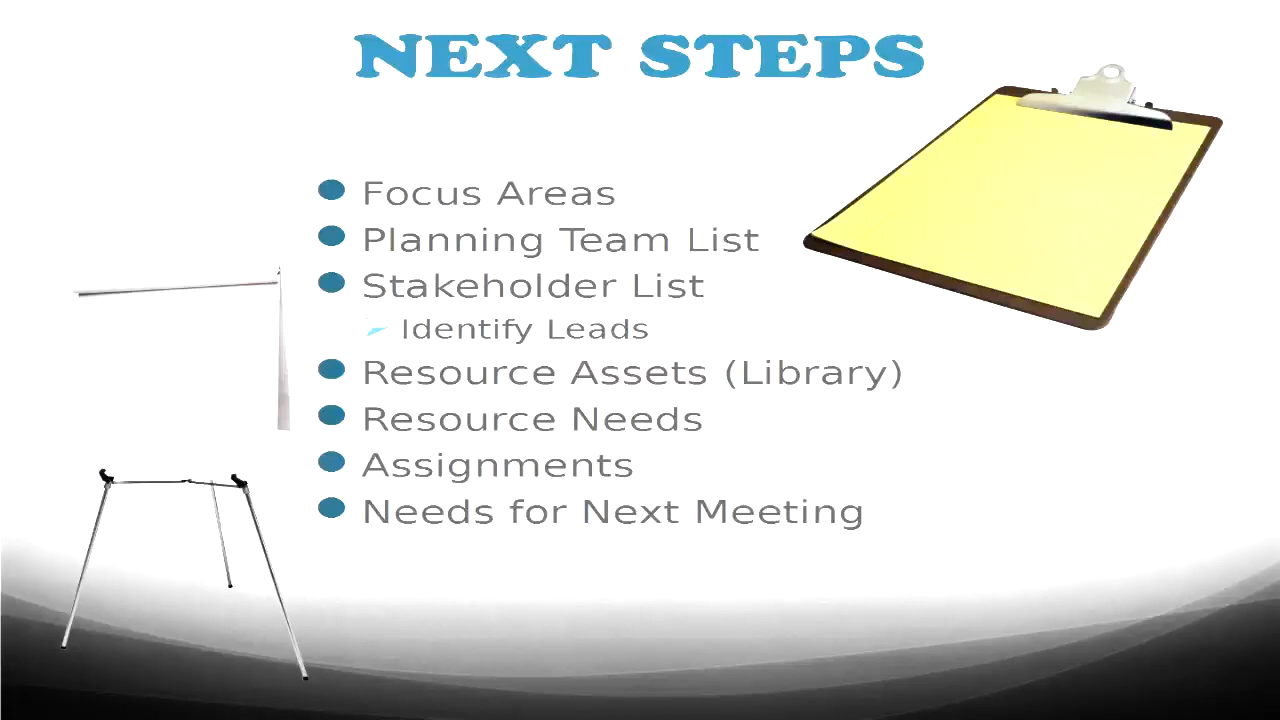 NEXT STEPS
Focus Areas
Planning Team List
Stakeholder List
Identify Leads
Resource Assets (Library)
Resource Needs
Assignments
Needs for Next Meeting